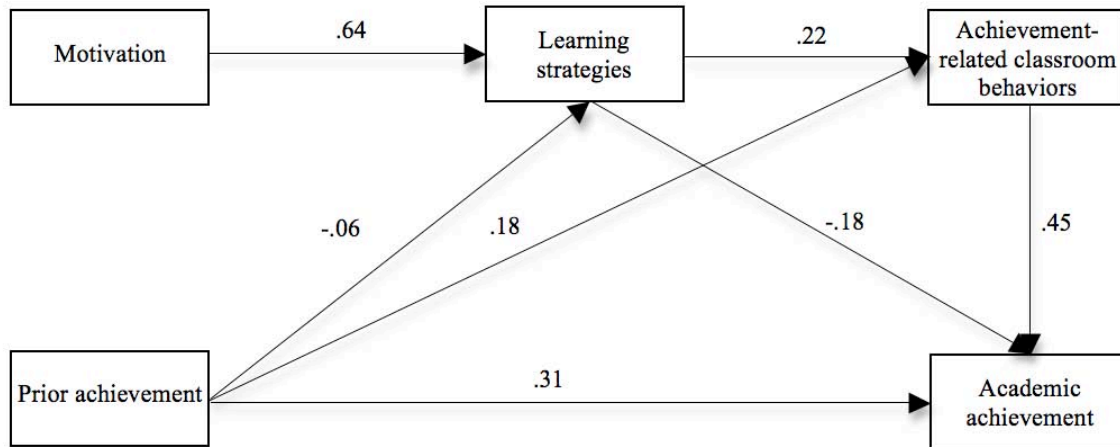 .64
Motivation
Learning
strategies
.22
Achievement-
related classroom
behaviors
-.06
.18
-.18
.45
Prior achievement
.31
Academic
achievement